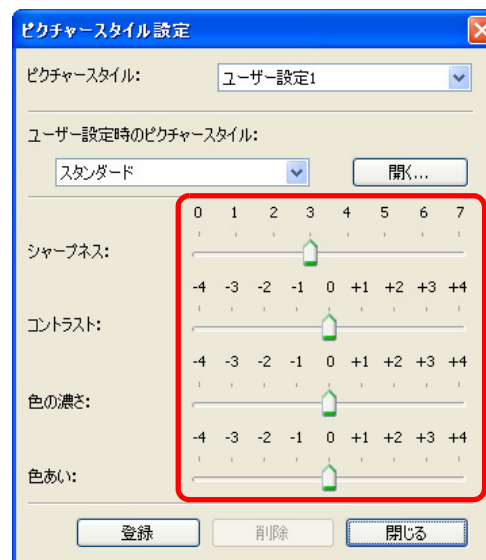 ピクチャースタイル設定
ピクチャースタイル: ユーザー設定1
ユーザー設定時のピクチャースタイル:
スタンダード 開く...
0 1 2 3 4 5 6 7
シャープネス:
-4 -3 -2 -1 0 +1 +2 +3 +4
コントラスト:
-4 -3 -2 -1 0 +1 +2 +3 +4
色の濃さ:
-4 -3 -2 -1 0 +1 +2 +3 +4
色あい:
登録 削除 閉じる